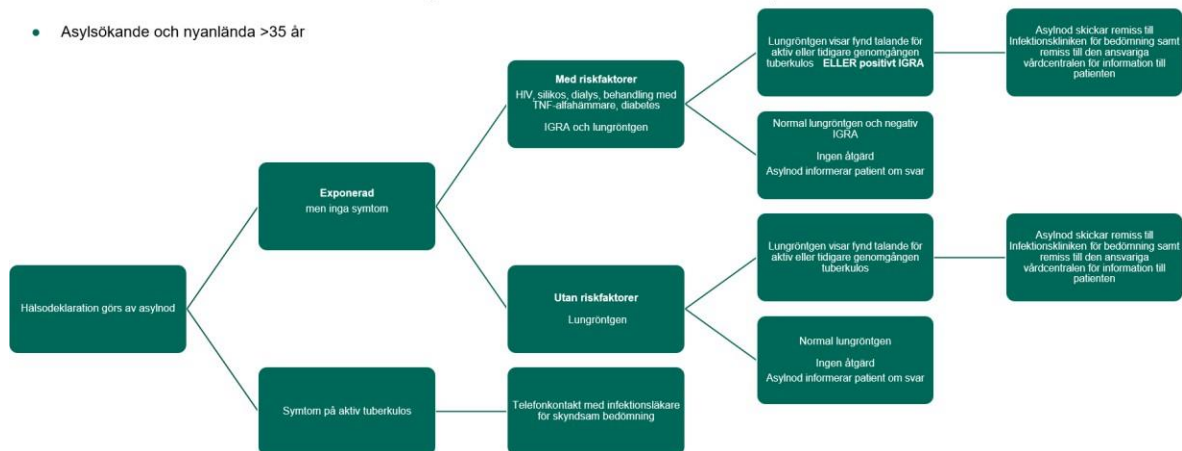 Asylsökande och nyanlända >35 år
Hälsodeklaration görs av asylnod
Exponerad
men inga symtom
Symtom på aktiv tuberkulos
Med riskfaktorer
HIV, silikos, dialys, behandling med
TNF-alfahämmare, diabetes
IGRA och lungröntgen
Utan riskfaktorer
Lungröntgen
Telefonkontakt med infektionsläkare
för skyndsam bedömning
Lungröntgen visar fynd talande för
aktiv eller tidigare genomgången
tuberkulos ELLER positivt IGRA
Normal lungröntgen och negativ
IGRA
Ingen åtgärd
Asylnod informerar patient om svar
Lungröntgen visar fynd talande för
aktiv eller tidigare genomgången
tuberkulos
Normal lungröntgen
Ingen åtgärd
Asylnod informerar patient om svar
Asylnod skickar remiss till
Infektionskliniken för bedömning samt
remiss till den ansvariga
vårdcentralen för information till
patienten
Asylnod skickar remiss till
Infektionskliniken för bedömning samt
remiss till den ansvariga
vårdcentralen för information till
patienten